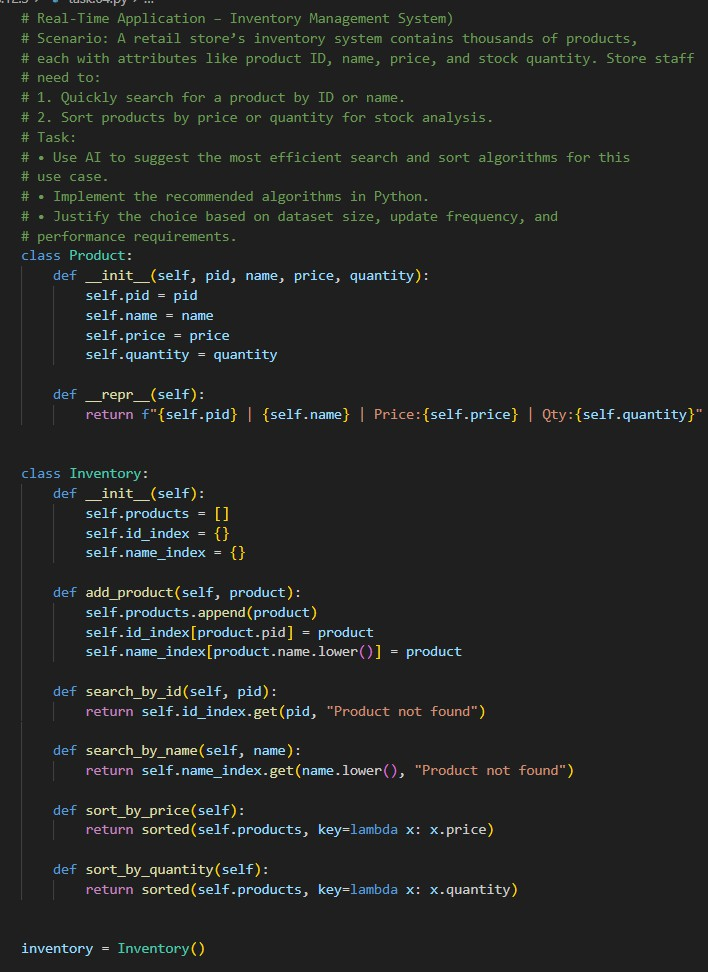 task.04.py > ...
# Real-Time Application – Inventory Management System)
# Scenario: A retail store’s inventory system contains thousands of products,
# each with attributes like product ID, name, price, and stock quantity. Store staff
# need to:
# 1. Quickly search for a product by ID or name.
# 2. Sort products by price or quantity for stock analysis.
# Task:
# • Use AI to suggest the most efficient search and sort algorithms for this
# use case.
# • Implement the recommended algorithms in Python.
# • Justify the choice based on dataset size, update frequency, and
# performance requirements.
class Product:
    def __init__(self, pid, name, price, quantity):
        self.pid = pid
        self.name = name
        self.price = price
        self.quantity = quantity

    def __repr__(self):
        return f"{self.pid} | {self.name} | Price:{self.price} | Qty:{self.quantity}"


class Inventory:
    def __init__(self):
        self.products = []
        self.id_index = {}
        self.name_index = {}

    def add_product(self, product):
        self.products.append(product)
        self.id_index[product.pid] = product
        self.name_index[product.name.lower()] = product

    def search_by_id(self, pid):
        return self.id_index.get(pid, "Product not found")

    def search_by_name(self, name):
        return self.name_index.get(name.lower(), "Product not found")

    def sort_by_price(self):
        return sorted(self.products, key=lambda x: x.price)

    def sort_by_quantity(self):
        return sorted(self.products, key=lambda x: x.quantity)


inventory = Inventory()